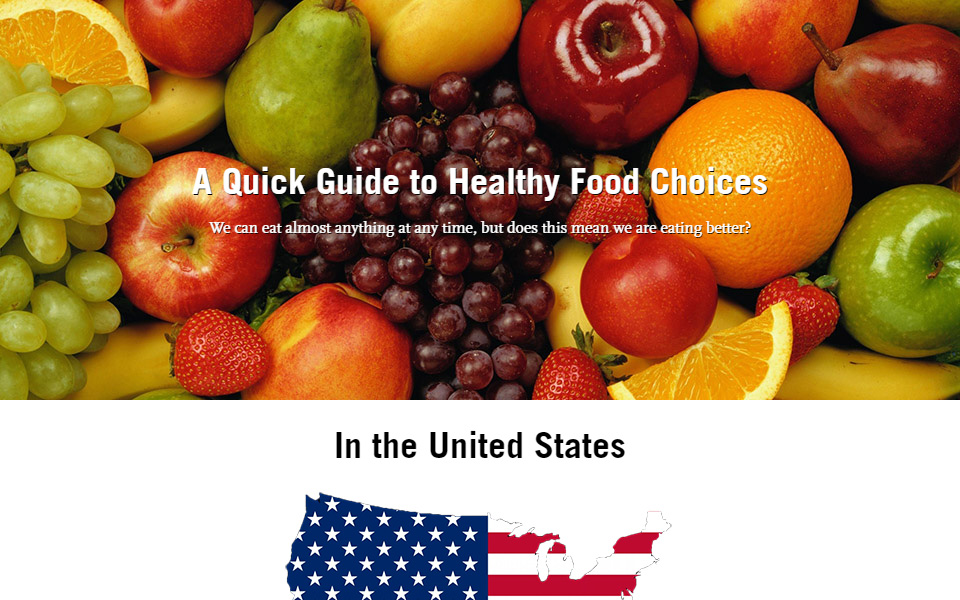 A Quick Guide to Healthy Food Choices
We can eat almost anything at any time, but does this mean we are eating better?
In the United States